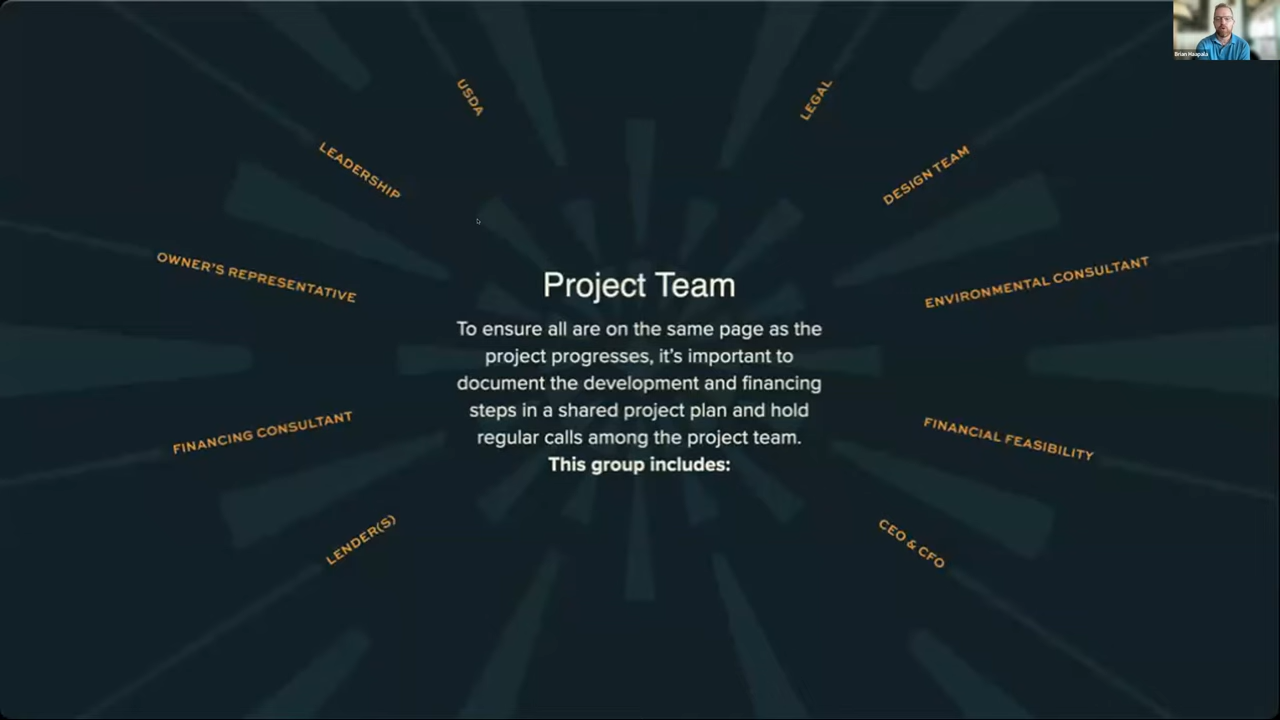 USDA
LEGAL
LEADERSHIP
DESIGN TEAM
OWNER'S REPRESENTATIVE
ENVIRONMENTAL CONSULTANT
Project Team
To ensure all are on the same page as the
project progresses, it's important to
document the development and financing
steps in a shared project plan and hold
regular calls among the project team.
This group includes:
FINANCING CONSULTANT
FINANCIAL FEASIBILITY
LENDER(S)
CEO & CFO
Brian Haapala